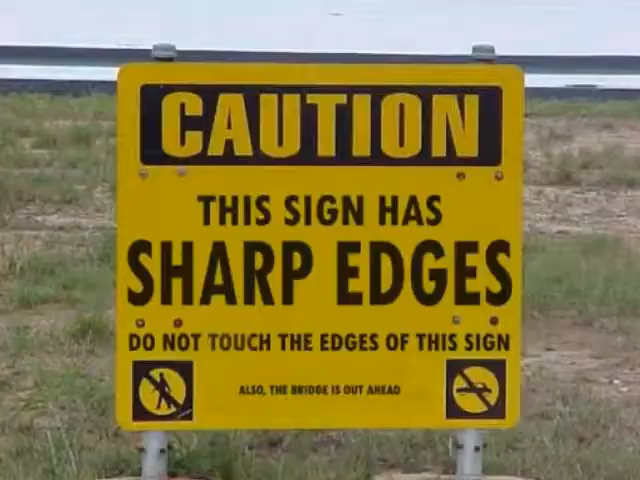 CAUTION
THIS SIGN HAS
SHARP EDGES
DO NOT TOUCH THE EDGES OF THIS SIGN
ALSO, THE BRIDGE IS OUT AHEAD